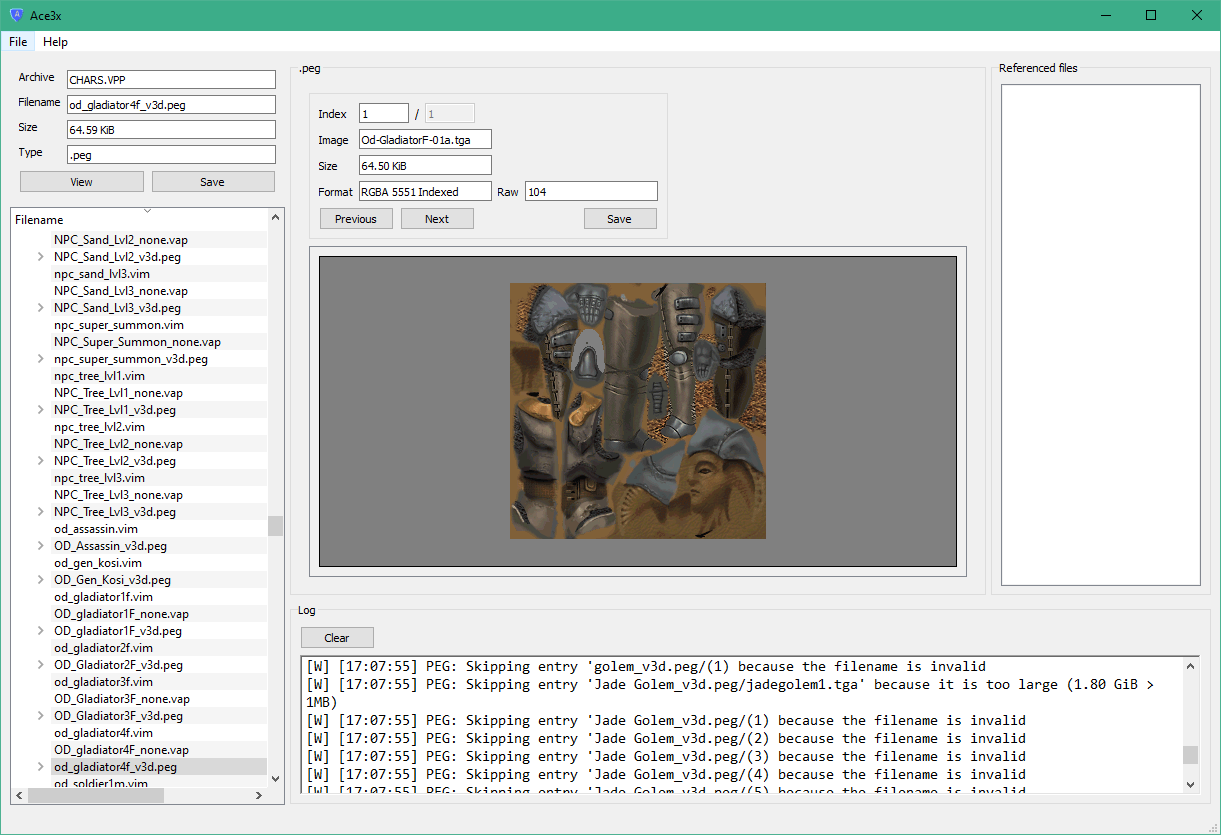 Ace3x
File Help
Archive CHARS.VPP
Filename od_gladiator4f_v3d.peg
Size 64.59 KiB
Type .peg
View Save
Filename
NPC_Sand_Lvl2_none.vap
NPC_Sand_Lvl2_v3d.peg
npc_sand_lvl3.vim
NPC_Sand_Lvl3_none.vap
NPC_Sand_Lvl3_v3d.peg
npc_super_summon.vim
NPC_Super_Summon_none.vap
npc_super_summon_v3d.peg
npc_tree_lvl1.vim
NPC_Tree_Lvl1_none.vap
NPC_Tree_Lvl1_v3d.peg
npc_tree_lvl2.vim
NPC_Tree_Lvl2_none.vap
NPC_Tree_Lvl2_v3d.peg
npc_tree_lvl3.vim
NPC_Tree_Lvl3_none.vap
NPC_Tree_Lvl3_v3d.peg
od_assassin.vim
OD_Assassin_v3d.peg
od_gen_kosi.vim
OD_Gen_Kosi_v3d.peg
od_gladiator1f.vim
OD_gladiator1F_none.vap
OD_gladiator1F_v3d.peg
od_gladiator2f.vim
OD_Gladiator2F_v3d.peg
od_gladiator3f.vim
OD_Gladiator3F_none.vap
OD_Gladiator3F_v3d.peg
od_gladiator4f.vim
OD_gladiator4F_none.vap
od_gladiator4f_v3d.peg
od_soldier1m.vim
.peg
Index 1 / 1
Image Od-GladiatorF-01a.tga
Size 64.50 KiB
Format RGBA 5551 Indexed Raw 104
Previous Next Save
Referenced files
Log
Clear
[W] [17:07:55] PEG: Skipping entry 'golem_v3d.peg/(1) because the filename is invalid
[W] [17:07:55] PEG: Skipping entry 'Jade Golem_v3d.peg/jadegolem1.tga' because it is too large (1.80 GiB >
1MB)
[W] [17:07:55] PEG: Skipping entry 'Jade Golem_v3d.peg/(1) because the filename is invalid
[W] [17:07:55] PEG: Skipping entry 'Jade Golem_v3d.peg/(2) because the filename is invalid
[W] [17:07:55] PEG: Skipping entry 'Jade Golem_v3d.peg/(3) because the filename is invalid
[W] [17:07:55] PEG: Skipping entry 'Jade Golem_v3d.peg/(4) because the filename is invalid
[W] [17:07:55] PEG: Skipping entry 'Jade Golem_v3d.peg/(5) because the filename is invalid